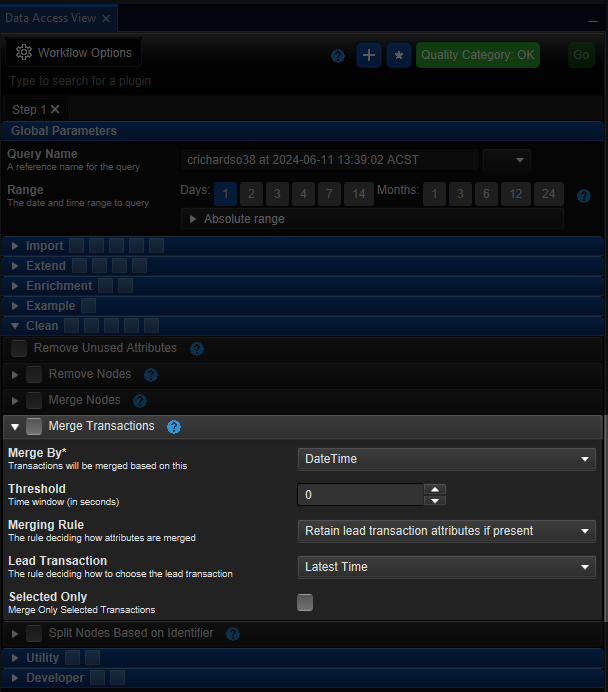 Data Access View
Workflow Options
Quality Category: OK
Go
Type to search for a plugin
Step 1
Global Parameters
Query Name
A reference name for the query
crichardso38 at 2024-06-11 13:39:02 ACST
Range
The date and time range to query
Days: 1 2 3 4 7 14 Months: 1 3 6 12 24
Absolute range
Import
Extend
Enrichment
Example
Clean
Remove Unused Attributes
Remove Nodes
Merge Nodes
Merge Transactions
Merge By*
Transactions will be merged based on this
DateTime
Threshold
Time window (in seconds)
0
Merging Rule
The rule deciding how attributes are merged
Retain lead transaction attributes if present
Lead Transaction
The rule deciding how to choose the lead transaction
Latest Time
Selected Only
Merge Only Selected Transactions
Split Nodes Based on Identifier
Utility
Developer